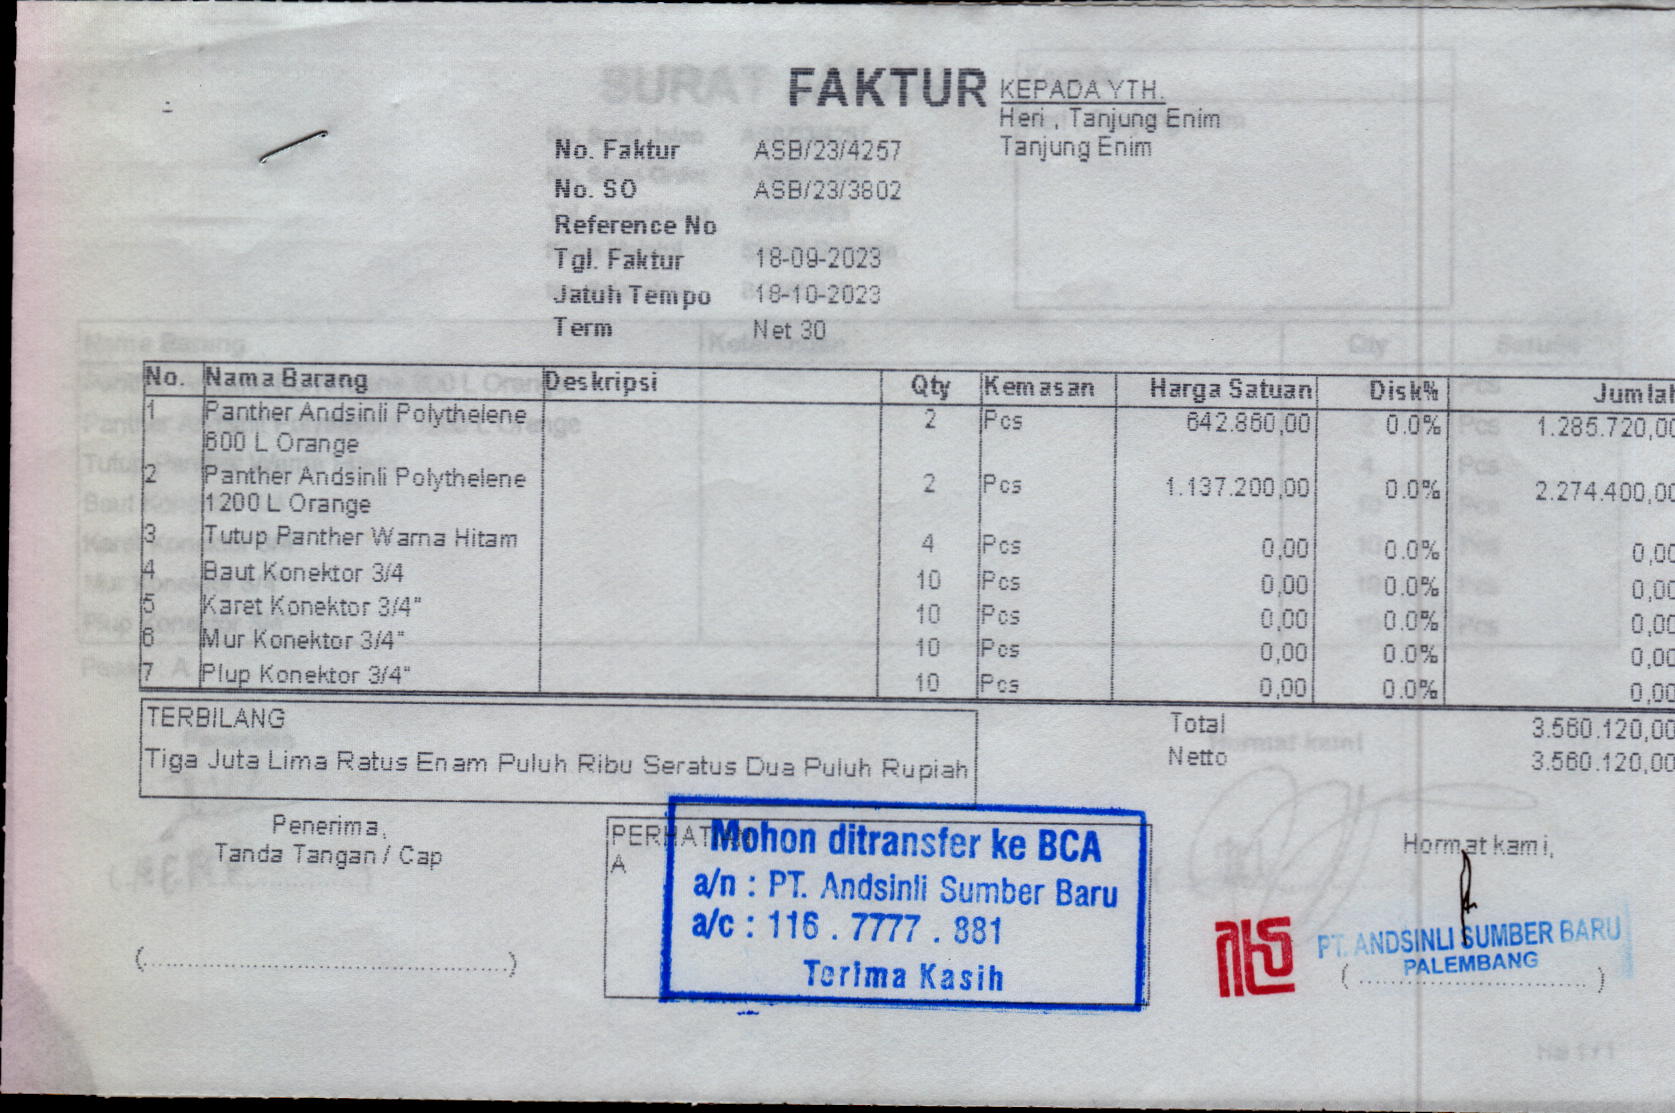 FAKTUR
KEPADA YTH.
Heri , Tanjung Enim
Tanjung Enim
No. Faktur ASB/23/4257
No. SO ASB/23/3802
Reference No
Tgl. Faktur 18-09-2023
Jatuh Tempo 18-10-2023
Term Net 30
No. Nama Barang Deskripsi Qty Kemasan Harga Satuan Disk% Jumlah
1 Panther Andsinli Polythelene 2 Pcs 642.860,00 0.0% 1.285.720,00
600 L Orange
2 Panther Andsinli Polythelene 2 Pcs 1.137.200,00 0.0% 2.274.400,00
1200 L Orange
3 Tutup Panther Warna Hitam 4 Pcs 0,00 0.0% 0,00
4 Baut Konektor 3/4 10 Pcs 0,00 0.0% 0,00
5 Karet Konektor 3/4" 10 Pcs 0,00 0.0% 0,00
6 Mur Konektor 3/4" 10 Pcs 0,00 0.0% 0,00
7 Plup Konektor 3/4" 10 Pcs 0,00 0.0% 0,00
TERBILANG
Tiga Juta Lima Ratus Enam Puluh Ribu Seratus Dua Puluh Rupiah
Total 3.560.120,00
Netto 3.560.120,00
Penerima,
Tanda Tangan / Cap
(....................)
PERHATIAN
A
Mohon ditransfer ke BCA
a/n : PT. Andsinli Sumber Baru
a/c : 116 . 7777 . 881
Terima Kasih
Hormat kami,
PT. ANDSINLI SUMBER BARU
PALEMBANG
(....................)